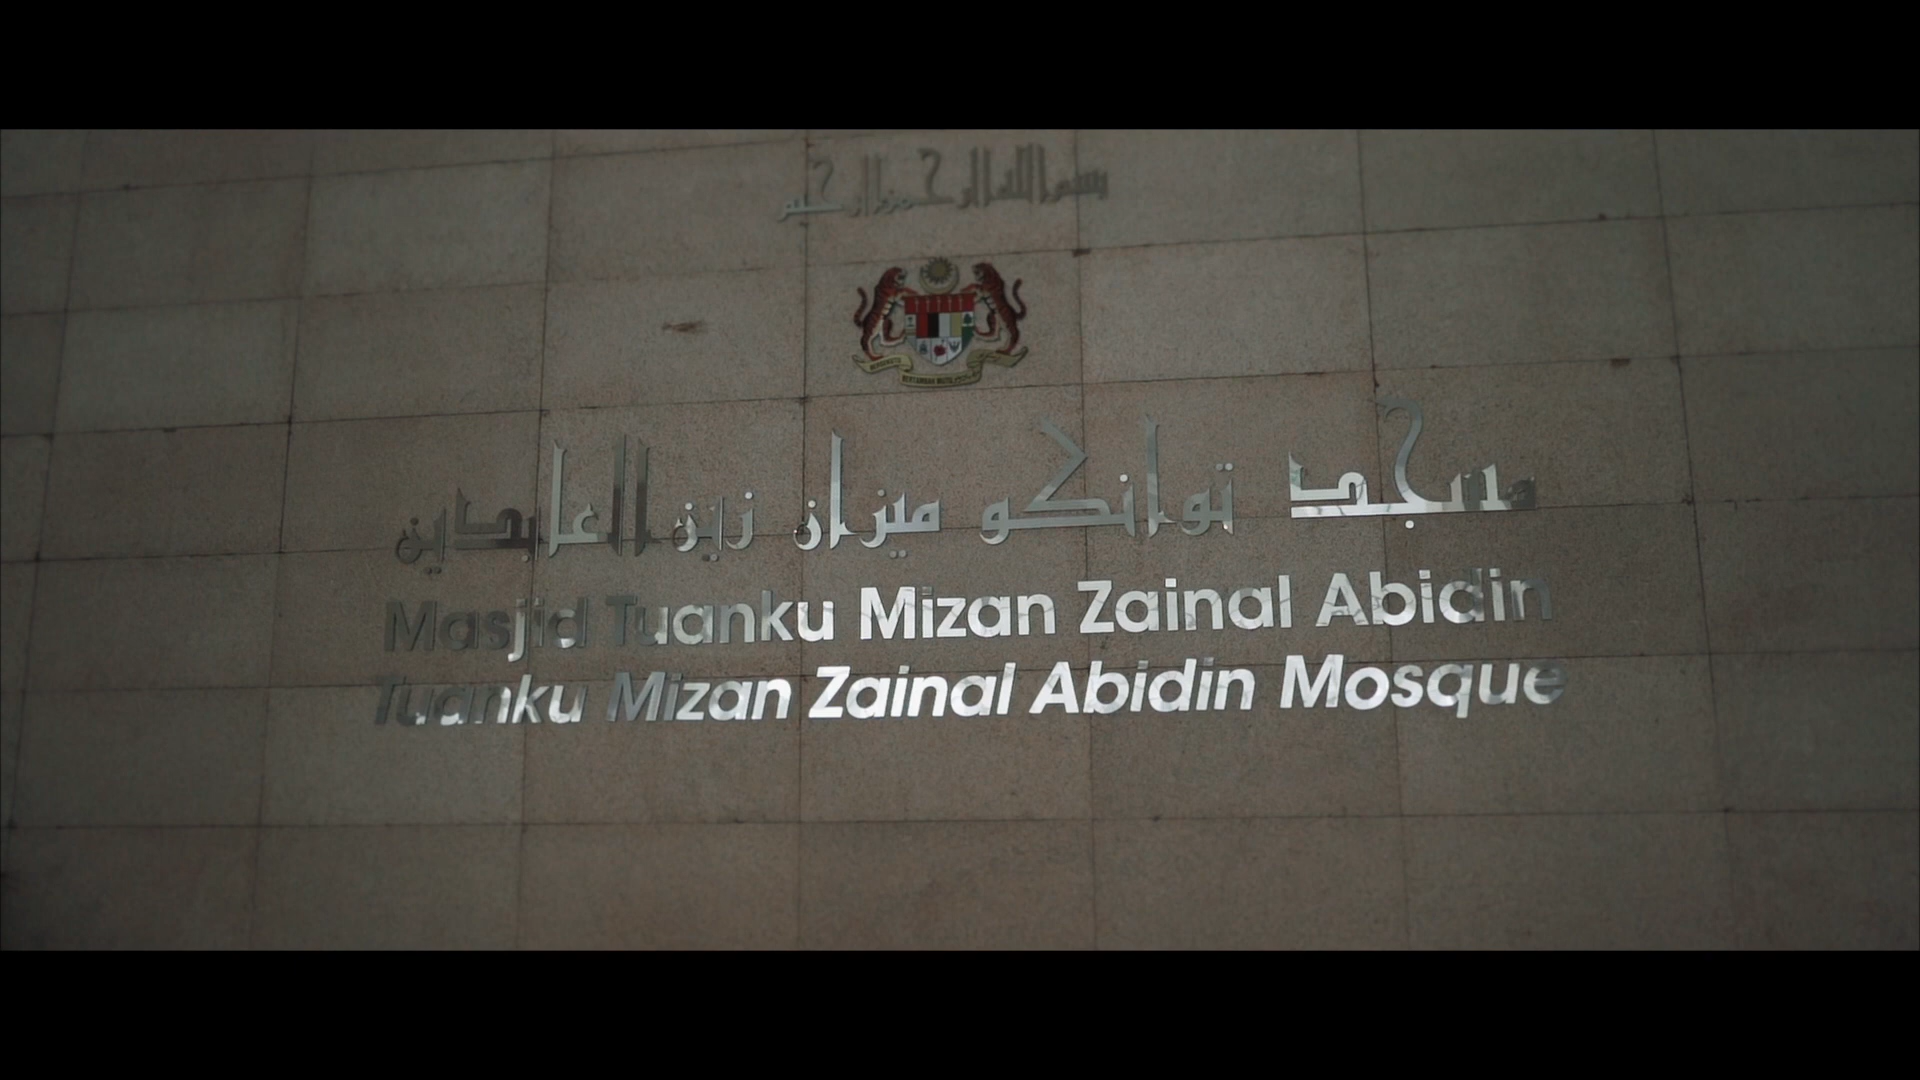 بسم الله الرحمن الرحيم
مسجد توانكو ميزان زين العابدين
Masjid Tuanku Mizan Zainal Abidin
Tuanku Mizan Zainal Abidin Mosque